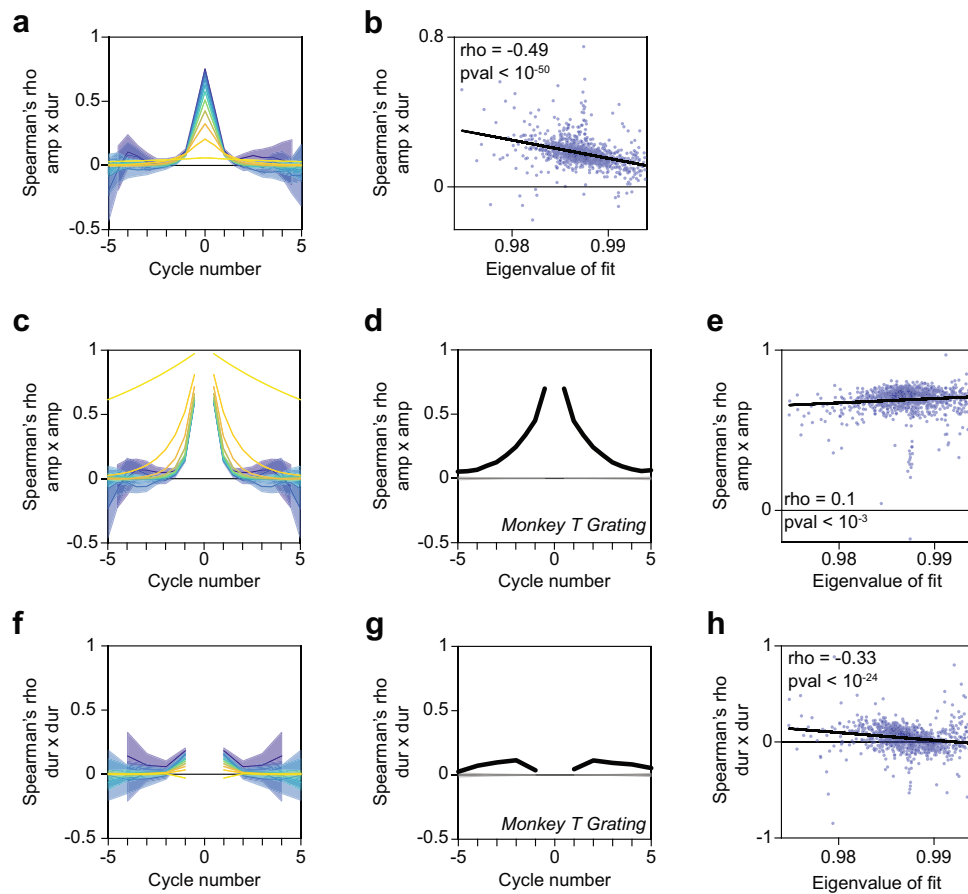 a
1
0.5
0
-0.5
-5
0
5
Spearman's rho
amp x dur
Cycle number
b
0.8
0
0.98
0.99
rho = -0.49
pval < 10-50
Spearman's rho
amp x dur
Eigenvalue of fit
c
1
0.5
0
-0.5
-5
0
5
Spearman's rho
amp x amp
Cycle number
d
1
0.5
0
-0.5
-5
0
5
Monkey T Grating
Spearman's rho
amp x amp
Cycle number
e
1
0
0.98
0.99
rho = 0.1
pval < 10-3
Spearman's rho
amp x amp
Eigenvalue of fit
f
1
0.5
0
-0.5
-5
0
5
Spearman's rho
dur x dur
Cycle number
g
1
0.5
0
-0.5
-5
0
5
Monkey T Grating
Spearman's rho
dur x dur
Cycle number
h
1
0
-1
0.98
0.99
rho = -0.33
pval < 10-24
Spearman's rho
dur x dur
Eigenvalue of fit